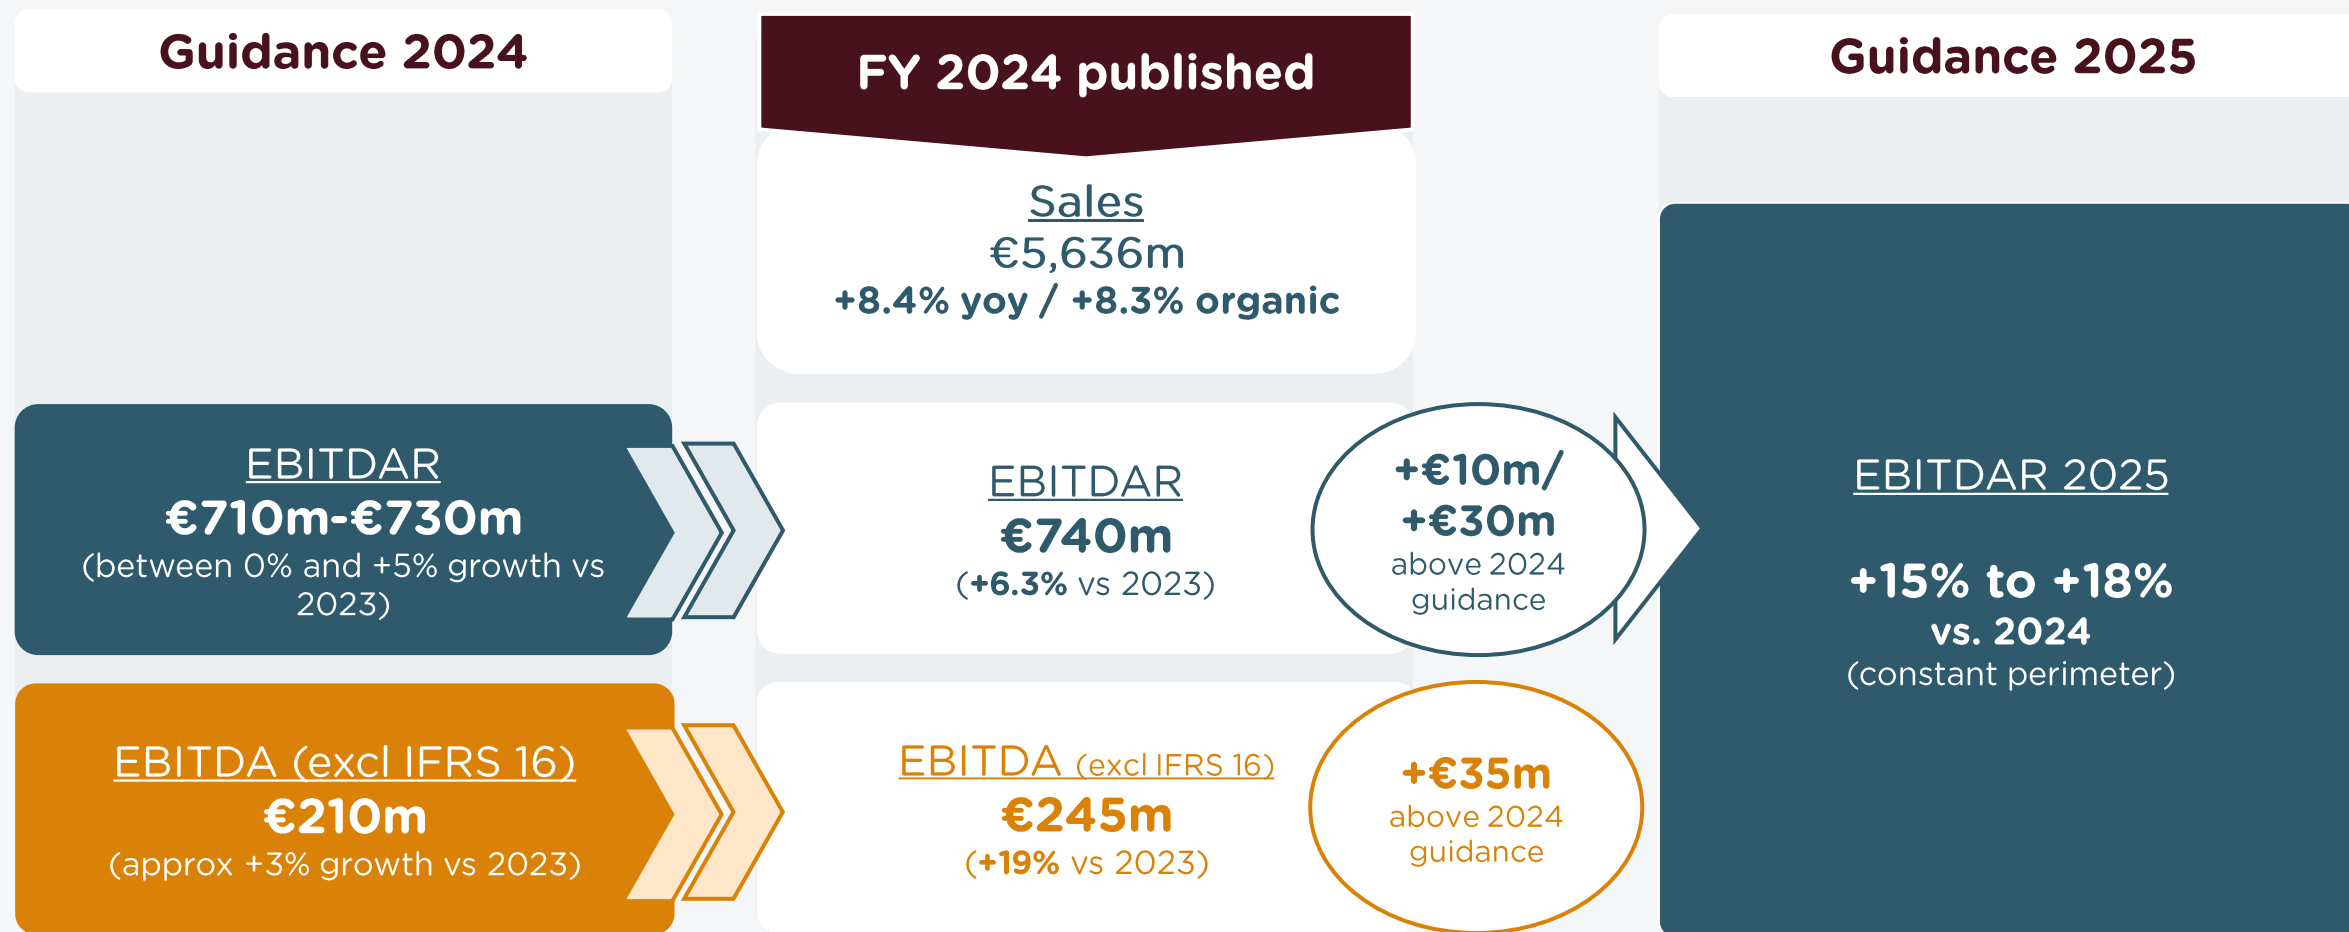 Guidance 2024
EBITDAR
€710m-€730m
(between 0% and +5% growth vs
2023)
EBITDA (excl IFRS 16)
€210m
(approx +3% growth vs 2023)
FY 2024 published
Sales
€5,636m
+8.4% yoy / +8.3% organic
EBITDAR
€740m
(+6.3% vs 2023)
+€10m/
+€30m
above 2024
guidance
EBITDA (excl IFRS 16)
€245m
(+19% vs 2023)
+€35m
above 2024
guidance
Guidance 2025
EBITDAR 2025
+15% to +18%
vs. 2024
(constant perimeter)